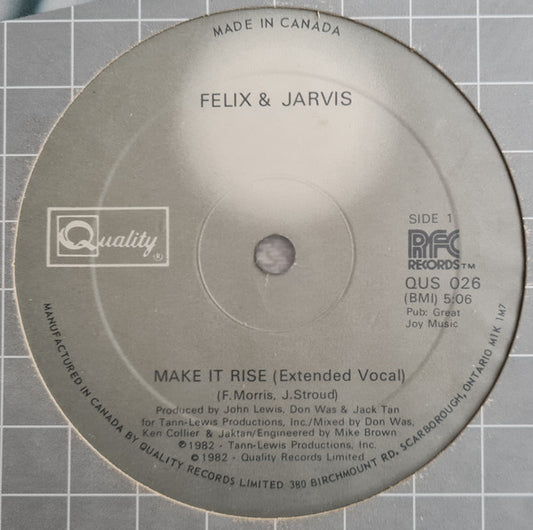 MADE IN CANADA
FELIX & JARVIS
Quality®
SIDE 1
RFC
RECORDS™
QUS 026
(BMI) 5:06
Pub: Great
Joy Music
MAKE IT RISE (Extended Vocal)
(F. Morris, J. Stroud)
Produced by John Lewis, Don Was & Jack Tan
for Tann-Lewis Productions, Inc./Mixed by Don Was,
Ken Collier & Jaktan/Engineered by Mike Brown
℗1982 - Tann-Lewis Productions, Inc.
©1982 - Quality Records Limited
MANUFACTURED IN CANADA BY QUALITY RECORDS LIMITED 380 BIRCHMOUNT RD, SCARBOROUGH, ONTARIO M1K 1M7